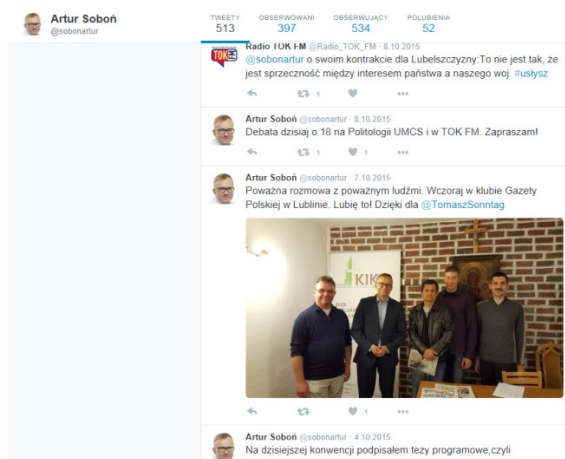 Artur Soboń
@sobonartur
TWEETY
513
OBSERWOWANI
397
OBSERWUJĄCY
534
POLUBIENIA
52
Radio TOK FM @Radio_TOK_FM · 8.10.2015
TOK
@sobonartur o swoim kontrakcie dla Lubelszczyzny:To nie jest tak, że
jest sprzeczność między interesem państwa a naszego woj. #usłysz
1
Artur Soboń @sobonartur · 8.10.2015
Debata dzisiaj o 18 na Politologii UMCS i w TOK FM. Zapraszam!
1 1
Artur Soboń @sobonartur · 7.10.2015
Poważna rozmowa z poważnym ludźmi. Wczoraj w klubie Gazety
Polskiej w Lublinie. Lubię to! Dzięki dla @TomaszSonntag
KIK
1
Artur Soboń @sobonartur · 4.10.2015
Na dzisiejszej konwencji podpisałem tezy programowe,czyli